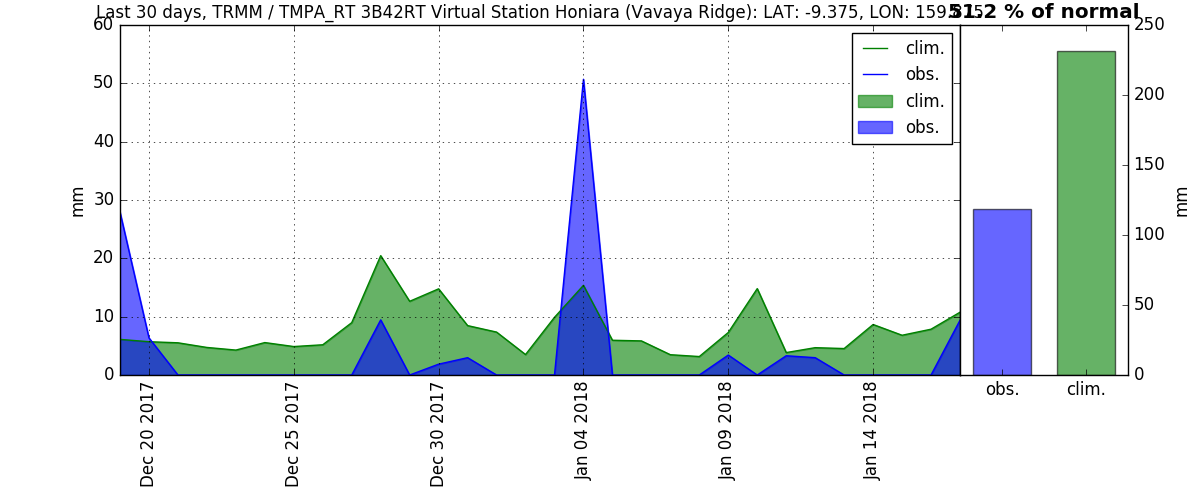 Last 30 days, TRMM / TMPA_RT 3B42RT Virtual Station Honiara (Vavaya Ridge): LAT: -9.375, LON:
51.2 % of normal
60
50
40
30
20
10
0
mm
clim.
obs.
clim.
obs.
250
200
150
100
50
0
mm
Dec 20 2017
Dec 25 2017
Dec 30 2017
Jan 04 2018
Jan 09 2018
Jan 14 2018
obs.
clim.